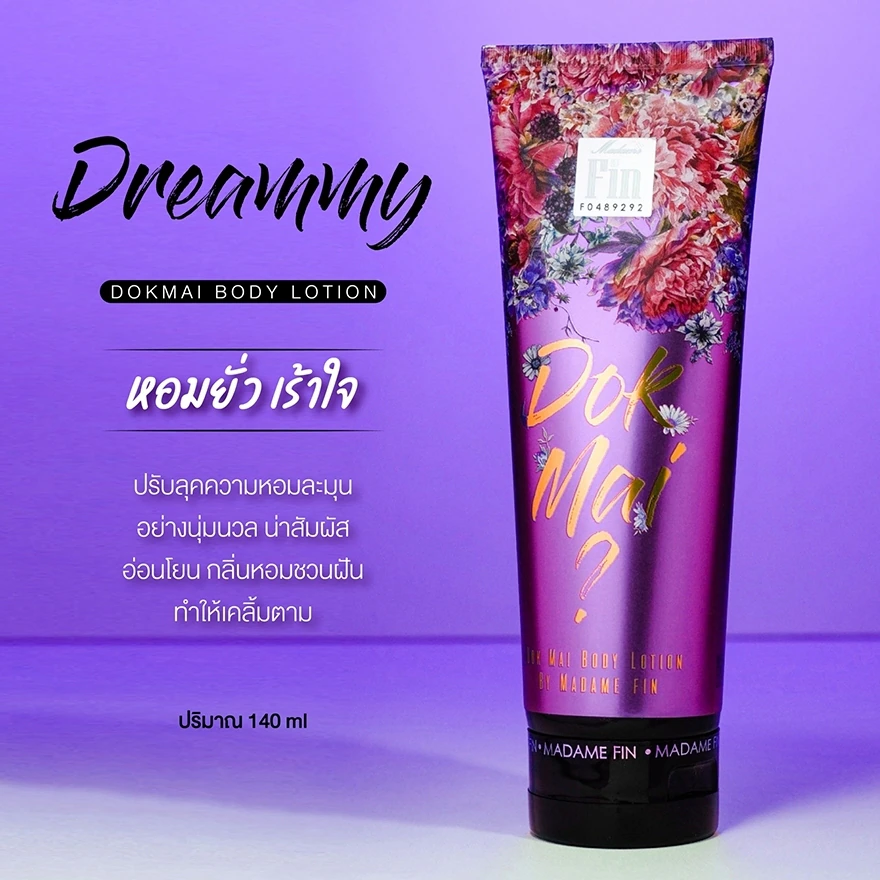 Dreammy
DOKMAI BODY LOTION
หอมยั่ว เร้าใจ
ปรับลุคความหอมละมุน
อย่างนุ่มนวล น่าสัมผัส
อ่อนโยน กลิ่นหอมชวนฝัน
ทำให้เคลิ้มตาม
ปริมาณ 140 ml
Madame
Fin
F0489292
Dok
Mai
?
Dok Mai Body Lotion
By Madame Fin
FIN • MADAME FIN • MADAME FIN